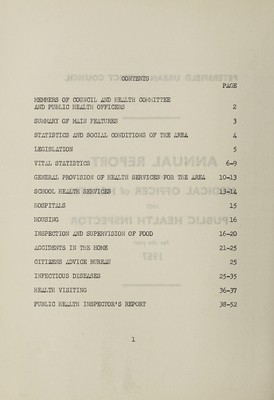 CONTENTS
PAGE
MEMBERS OF COUNCIL AND HEALTH COMMITTEE
AND PUBLIC HEALTH OFFICERS 2
SUMMARY OF MAIN FEATURES 3
STATISTICS AND SOCIAL CONDITIONS OF THE AREA 4
LEGISLATION 5
VITAL STATISTICS 6-9
GENERAL PROVISION OF HEALTH SERVICES FOR THE AREA 10-13
SCHOOL HEALTH SERVICES 13-14
HOSPITALS 15
HOUSING 16
INSPECTION AND SUPERVISION OF FOOD 16-20
ACCIDENTS IN THE HOME 21-25
CITIZENS ADVICE BUREAU 25
INFECTIOUS DISEASES 25-35
HEALTH VISITING 36-37
PUBLIC HEALTH INSPECTOR'S REPORT 38-52
1